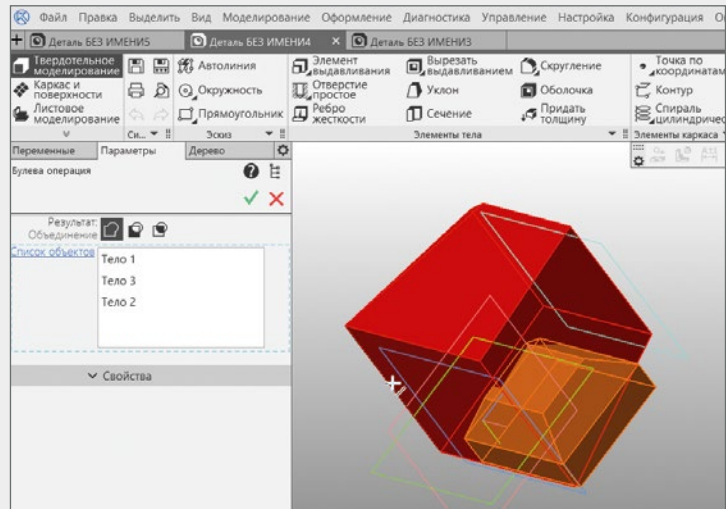 Файл Правка Выделить Вид Моделирование Оформление Диагностика Управление Настройка Конфигурация
Деталь БЕЗ ИМЕНИ5 Деталь БЕЗ ИМЕНИ4 × Деталь БЕЗ ИМЕНИ3
Твердотельное моделирование
Каркас и поверхности
Листовое моделирование
Си...
Автолиния
Окружность
Прямоугольник
Эскиз
Элемент выдавливания
Отверстие простое
Ребро жесткости
Вырезать выдавливанием
Уклон
Сечение
Скругление
Оболочка
Придать толщину
Элементы тела
Точка по координатам
Контур
Спираль цилиндричес
Элементы каркаса
Переменные Параметры Дерево
Булева операция
Результат:
Объединение
Список объектов
Тело 1
Тело 3
Тело 2
Свойства